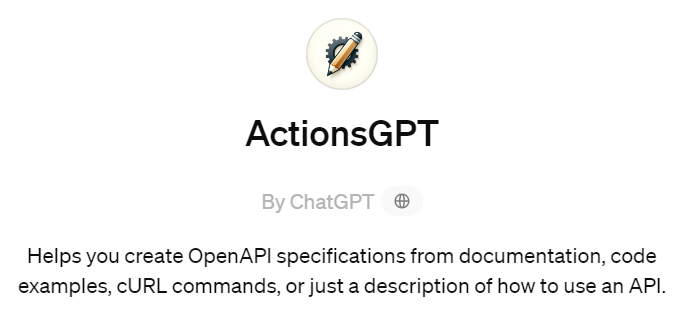 ActionsGPT
By ChatGPT
Helps you create OpenAPI specifications from documentation, code
examples, cURL commands, or just a description of how to use an API.